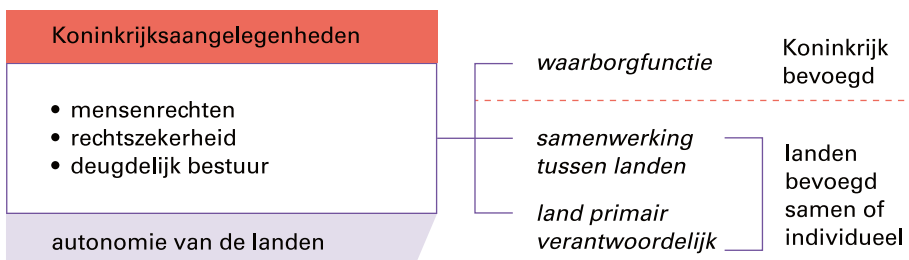 Koninkrijksaangelegenheden
• mensenrechten
• rechtszekerheid
• deugdelijk bestuur
autonomie van de landen
waarborgfunctie
Koninkrijk
bevoegd
samenwerking
tussen landen
land primair
verantwoordelijk
landen
bevoegd
samen of
individueel